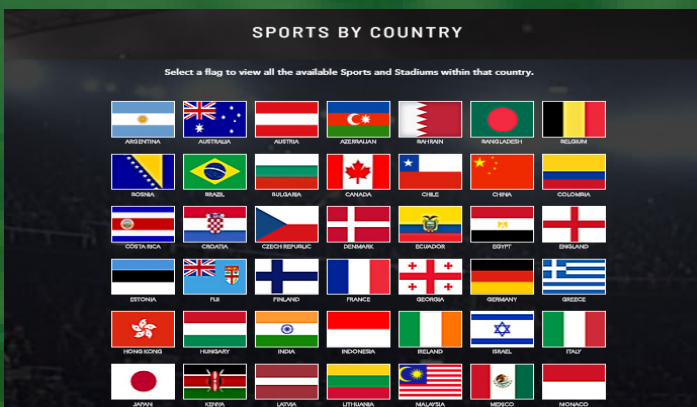 SPORTS BY COUNTRY
Select a flag to view all the available Sports and Stadiums within that country.
ARGENTINA AUSTRALIA AUSTRIA AZERBAIJAN BAHRAIN BANGLADESH BELGIUM
BOSNIA BRAZIL BULGARIA CANADA CHILE CHINA COLOMBIA
COSTA RICA CROATIA CZECH REPUBLIC DENMARK ECUADOR EGYPT ENGLAND
ESTONIA FIJI FINLAND FRANCE GEORGIA GERMANY GREECE
HONG KONG HUNGARY INDIA INDONESIA IRELAND ISRAEL ITALY
JAPAN KENYA LATVIA LITHUANIA MALAYSIA MEXICO MONACO